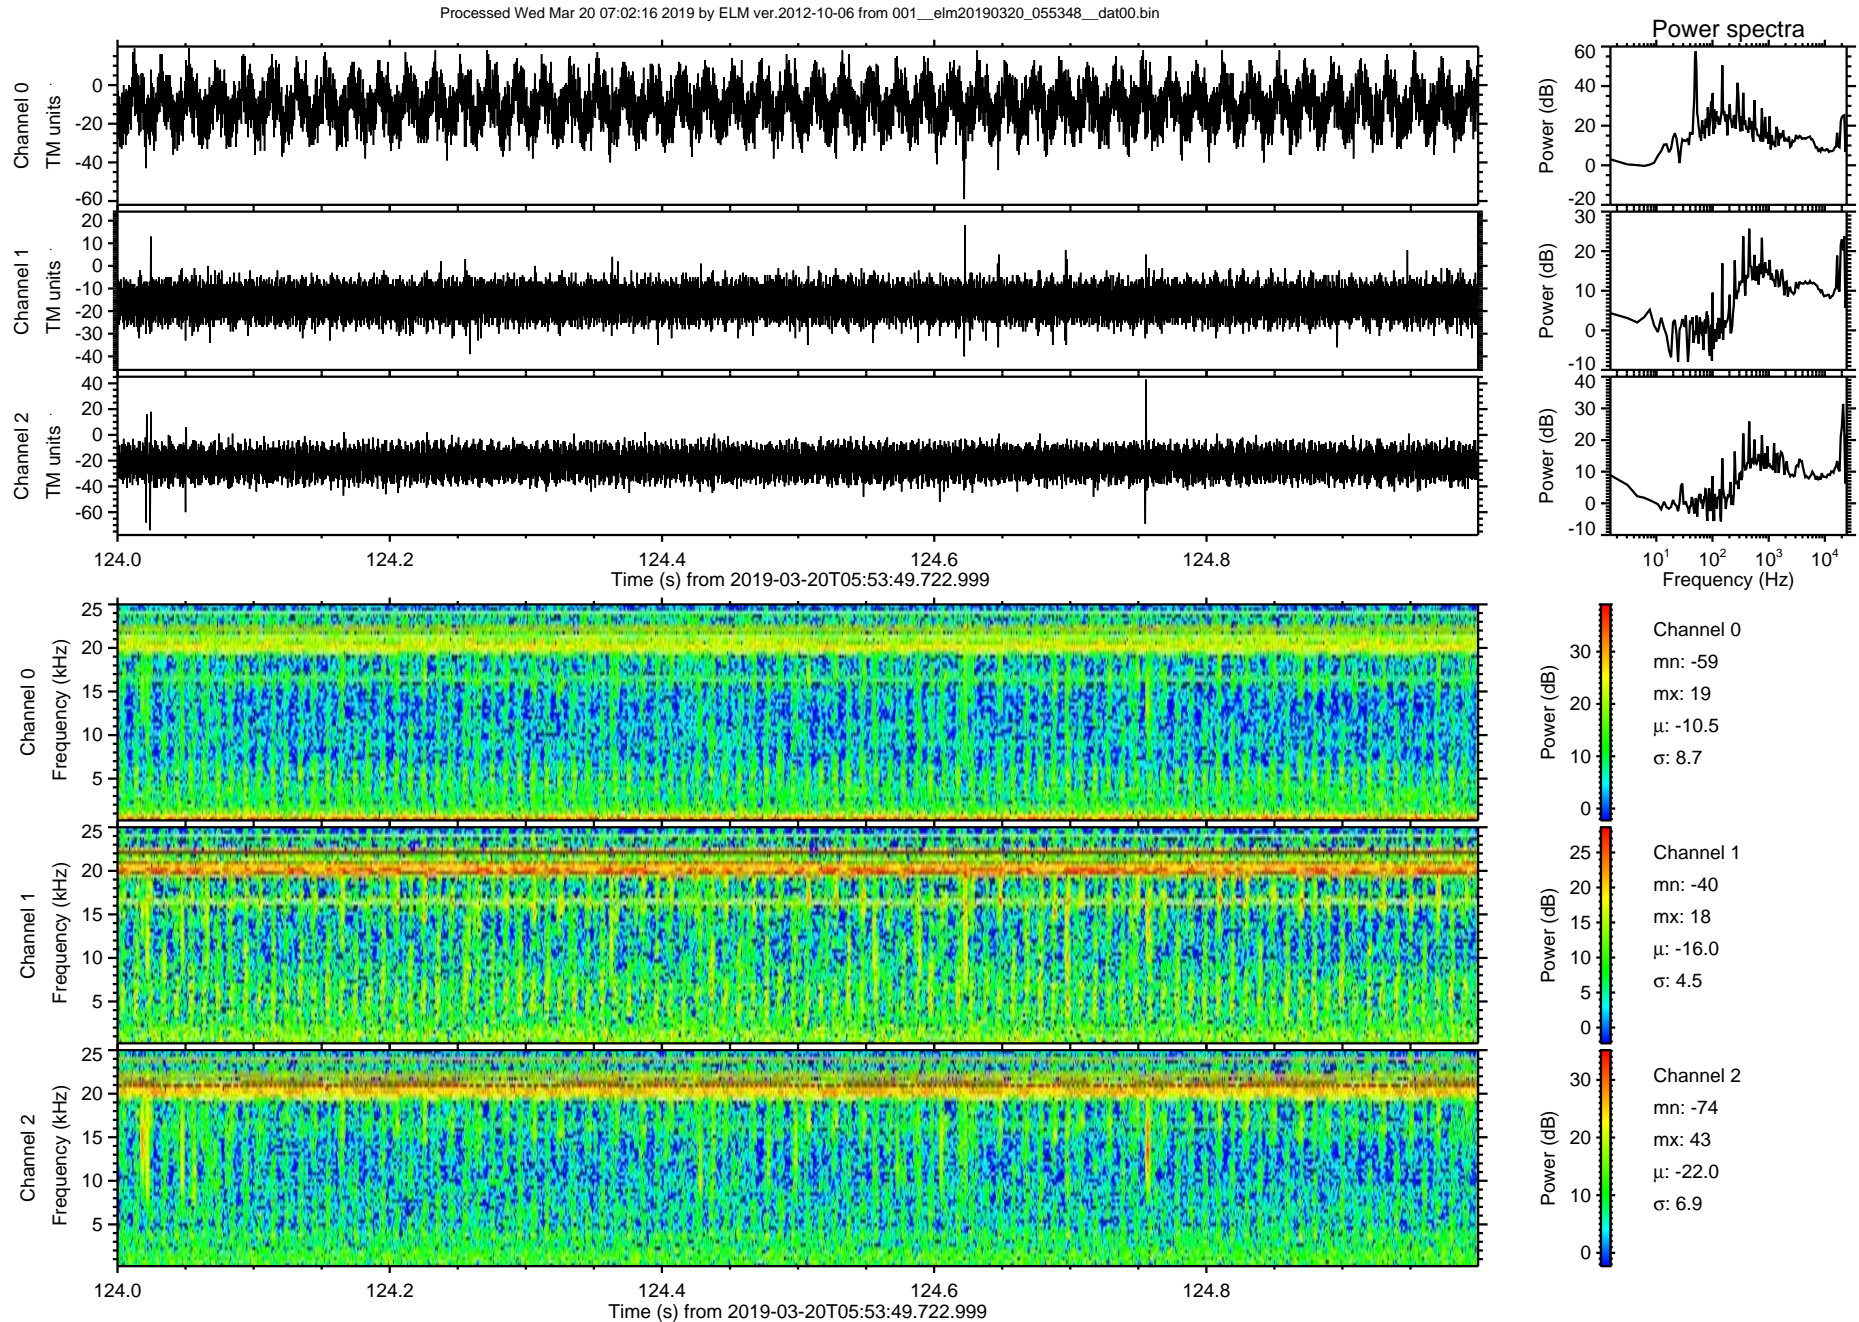 Processed Wed Mar 20 07:02:16 2019 by ELM ver.2012-10-06 from 001__elm20190320_055348__dat00.bin
Power spectra
Channel 0
TM units
0
-20
-40
-60
Power (dB)
60
40
20
0
-20
Channel 1
TM units
20
10
0
-10
-20
-30
-40
Power (dB)
30
20
10
0
-10
Channel 2
TM units
40
20
0
-20
-40
-60
Power (dB)
40
30
20
10
0
-10
124.0 124.2 124.4 124.6 124.8
Time (s) from 2019-03-20T05:53:49.722.999
10¹ 10² 10³ 10⁴
Frequency (Hz)
Channel 0
Frequency (kHz)
25
20
15
10
5
Power (dB)
30
20
10
0
Channel 0
mn: -59
mx: 19
μ: -10.5
σ: 8.7
Channel 1
Frequency (kHz)
25
20
15
10
5
Power (dB)
25
20
15
10
5
0
Channel 1
mn: -40
mx: 18
μ: -16.0
σ: 4.5
Channel 2
Frequency (kHz)
25
20
15
10
5
Power (dB)
30
20
10
0
Channel 2
mn: -74
mx: 43
μ: -22.0
σ: 6.9
124.0 124.2 124.4 124.6 124.8
Time (s) from 2019-03-20T05:53:49.722.999